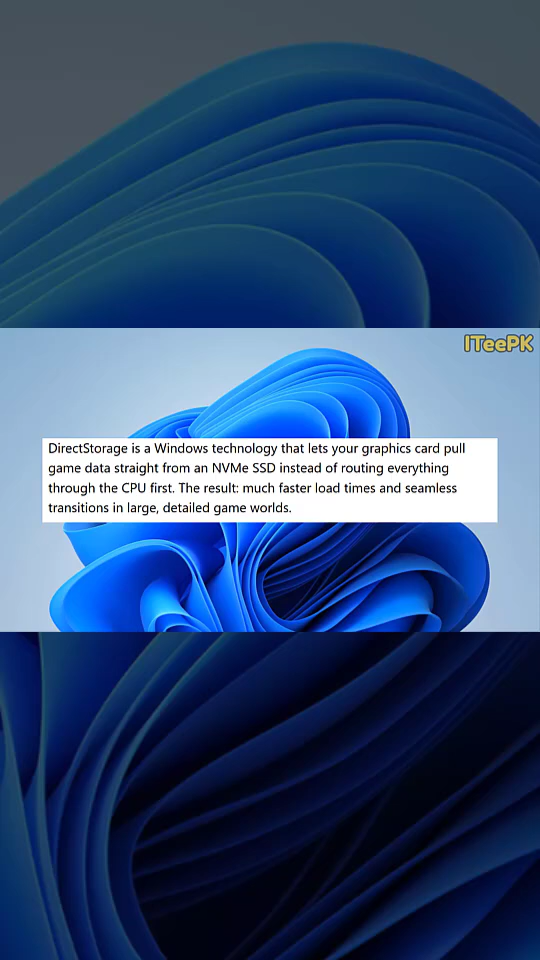 ITeePK
DirectStorage is a Windows technology that lets your graphics card pull
game data straight from an NVMe SSD instead of routing everything
through the CPU first. The result: much faster load times and seamless
transitions in large, detailed game worlds.